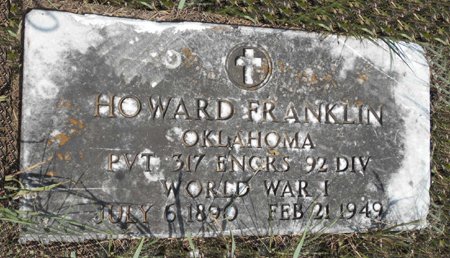 HOWARD FRANKLIN
OKLAHOMA
PVT 317 ENGRS 92 DIV
WORLD WAR I
JULY 6 1890 FEB 21 1949